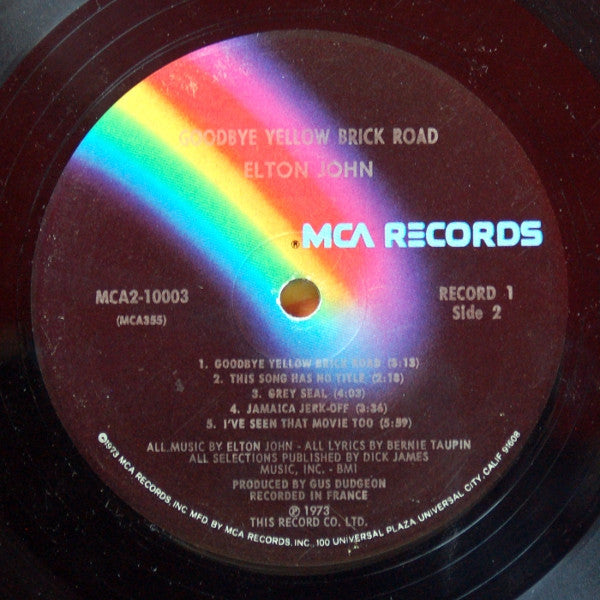 GOODBYE YELLOW BRICK ROAD
ELTON JOHN
® MCA RECORDS
MCA2-10003
(MCA355)
RECORD 1
Side 2
1. GOODBYE YELLOW BRICK ROAD (3:13)
2. THIS SONG HAS NO TITLE (2:18)
3. GREY SEAL (4:03)
4. JAMAICA JERK-OFF (3:36)
5. I'VE SEEN THAT MOVIE TOO (5:59)
ALL MUSIC BY ELTON JOHN - ALL LYRICS BY BERNIE TAUPIN
ALL SELECTIONS PUBLISHED BY DICK JAMES
MUSIC, INC. - BMI
PRODUCED BY GUS DUDGEON
RECORDED IN FRANCE
℗ 1973
THIS RECORD CO. LTD.
©1973 MCA RECORDS, INC MFD BY MCA RECORDS, INC., 100 UNIVERSAL PLAZA, UNIVERSAL CITY, CALIF 91608